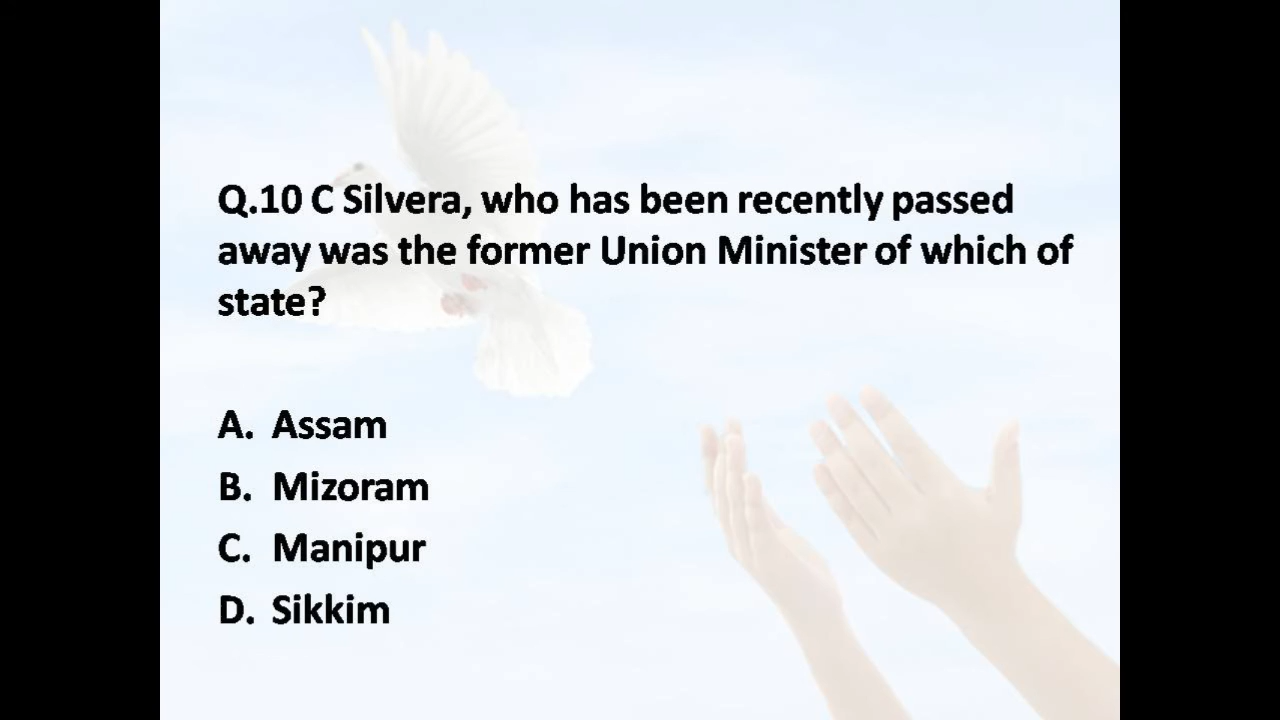 Q.10 C Silvera, who has been recently passed
away was the former Union Minister of which of
state?
A. Assam
B. Mizoram
C. Manipur
D. Sikkim